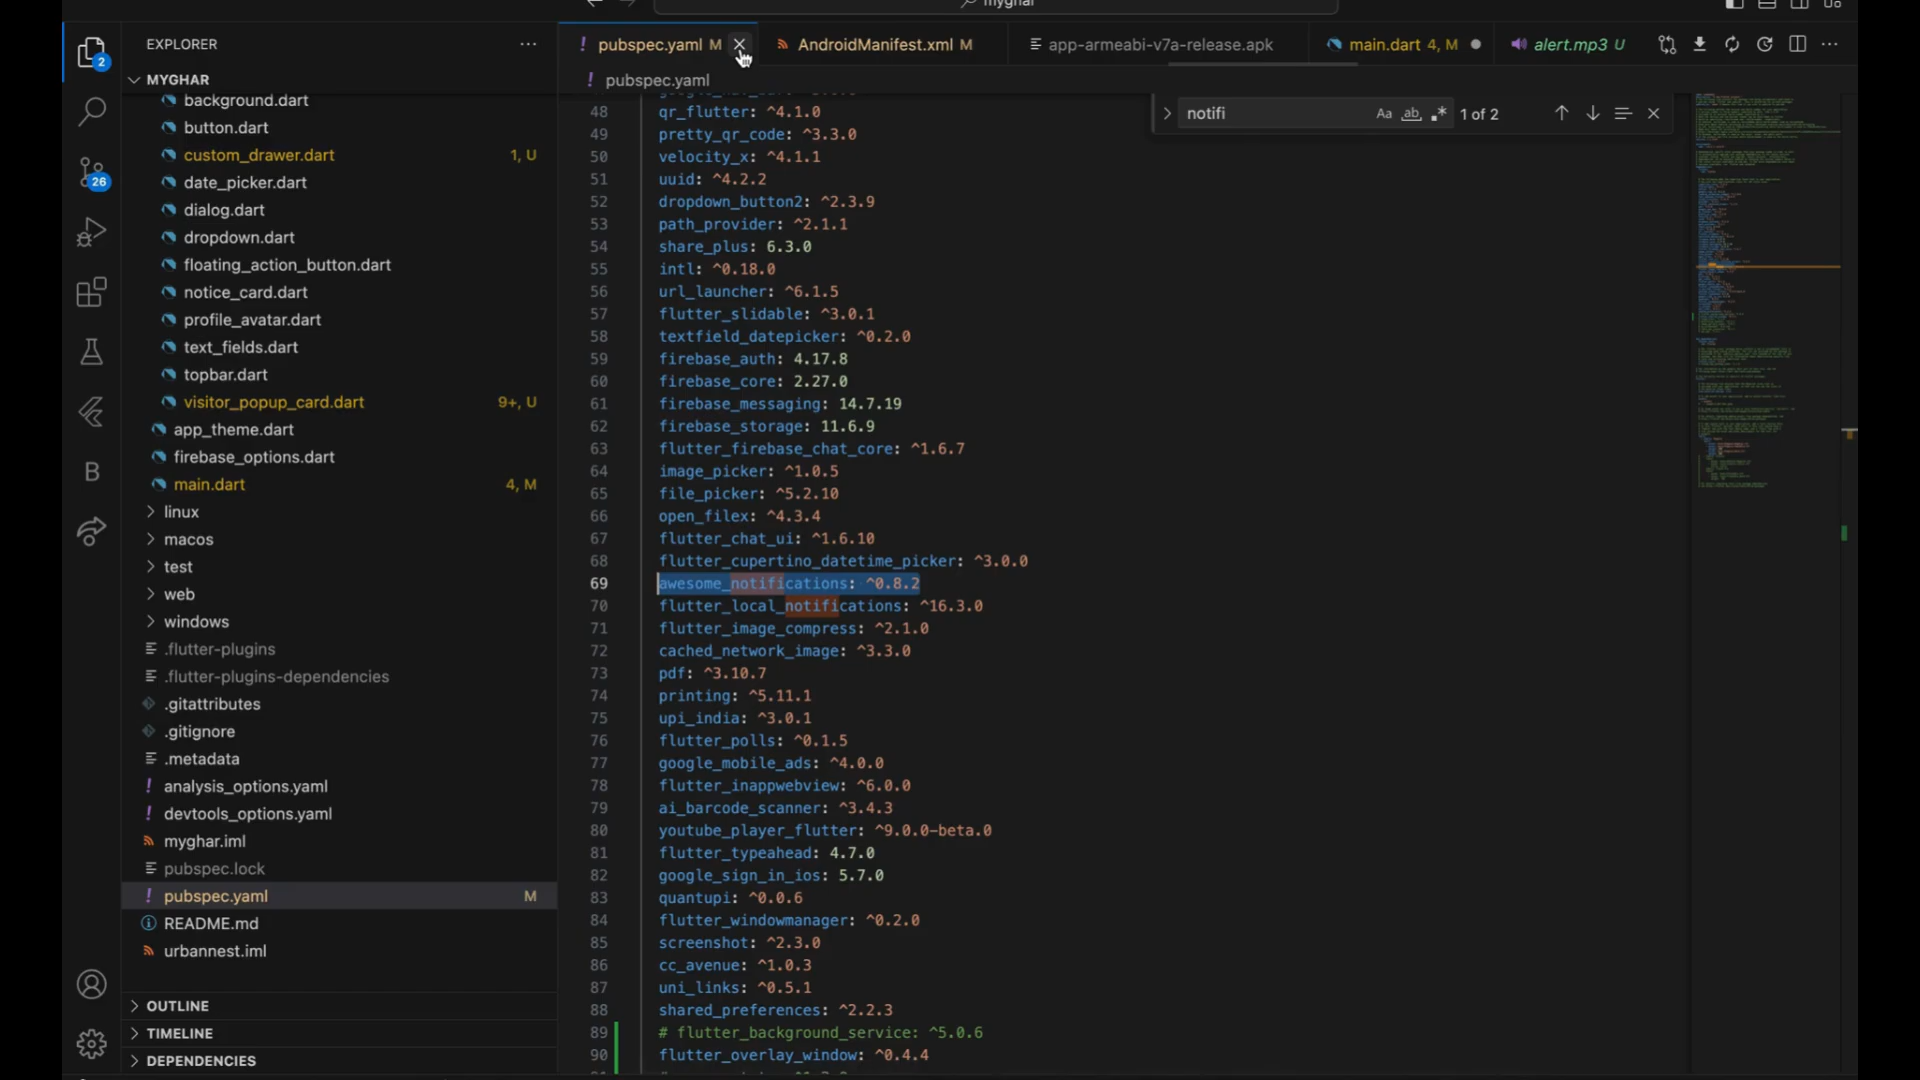 myghar
EXPLORER
2
MYGHAR
background.dart
button.dart
custom_drawer.dart 1, U
date_picker.dart
26
dialog.dart
dropdown.dart
floating_action_button.dart
notice_card.dart
profile_avatar.dart
text_fields.dart
topbar.dart
visitor_popup_card.dart 9+, U
app_theme.dart
firebase_options.dart
B
main.dart 4, M
linux
macos
test
web
windows
.flutter-plugins
.flutter-plugins-dependencies
.gitattributes
.gitignore
.metadata
analysis_options.yaml
devtools_options.yaml
myghar.iml
pubspec.lock
pubspec.yaml M
README.md
urbannest.iml
OUTLINE
TIMELINE
DEPENDENCIES
! pubspec.yaml M AndroidManifest.xml M app-armeabi-v7a-release.apk main.dart 4, M alert.mp3 U
! pubspec.yaml
notifi Aa ab 1 of 2
48 qr_flutter: ^4.1.0
49 pretty_qr_code: ^3.3.0
50 velocity_x: ^4.1.1
51 uuid: ^4.2.2
52 dropdown_button2: ^2.3.9
53 path_provider: ^2.1.1
54 share_plus: 6.3.0
55 intl: ^0.18.0
56 url_launcher: ^6.1.5
57 flutter_slidable: ^3.0.1
58 textfield_datepicker: ^0.2.0
59 firebase_auth: 4.17.8
60 firebase_core: 2.27.0
61 firebase_messaging: 14.7.19
62 firebase_storage: 11.6.9
63 flutter_firebase_chat_core: ^1.6.7
64 image_picker: ^1.0.5
65 file_picker: ^5.2.10
66 open_filex: ^4.3.4
67 flutter_chat_ui: ^1.6.10
68 flutter_cupertino_datetime_picker: ^3.0.0
69 awesome_notifications: ^0.8.2
70 flutter_local_notifications: ^16.3.0
71 flutter_image_compress: ^2.1.0
72 cached_network_image: ^3.3.0
73 pdf: ^3.10.7
74 printing: ^5.11.1
75 upi_india: ^3.0.1
76 flutter_polls: ^0.1.5
77 google_mobile_ads: ^4.0.0
78 flutter_inappwebview: ^6.0.0
79 ai_barcode_scanner: ^3.4.3
80 youtube_player_flutter: ^9.0.0-beta.0
81 flutter_typeahead: 4.7.0
82 google_sign_in_ios: 5.7.0
83 quantupi: ^0.0.6
84 flutter_windowmanager: ^0.2.0
85 screenshot: ^2.3.0
86 cc_avenue: ^1.0.3
87 uni_links: ^0.5.1
88 shared_preferences: ^2.2.3
89 # flutter_background_service: ^5.0.6
90 flutter_overlay_window: ^0.4.4